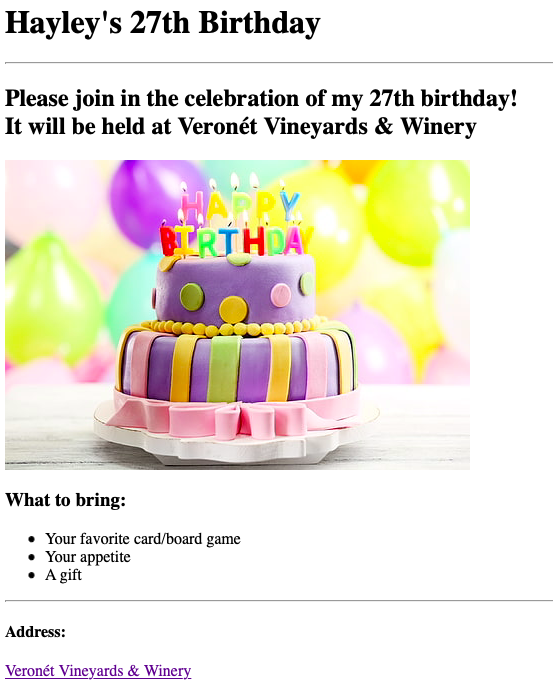 Hayley's 27th Birthday
Please join in the celebration of my 27th birthday!
It will be held at Veronét Vineyards & Winery
HAPPY
BIRTHDAY
What to bring:
Your favorite card/board game
Your appetite
A gift
Address:
Veronét Vineyards & Winery